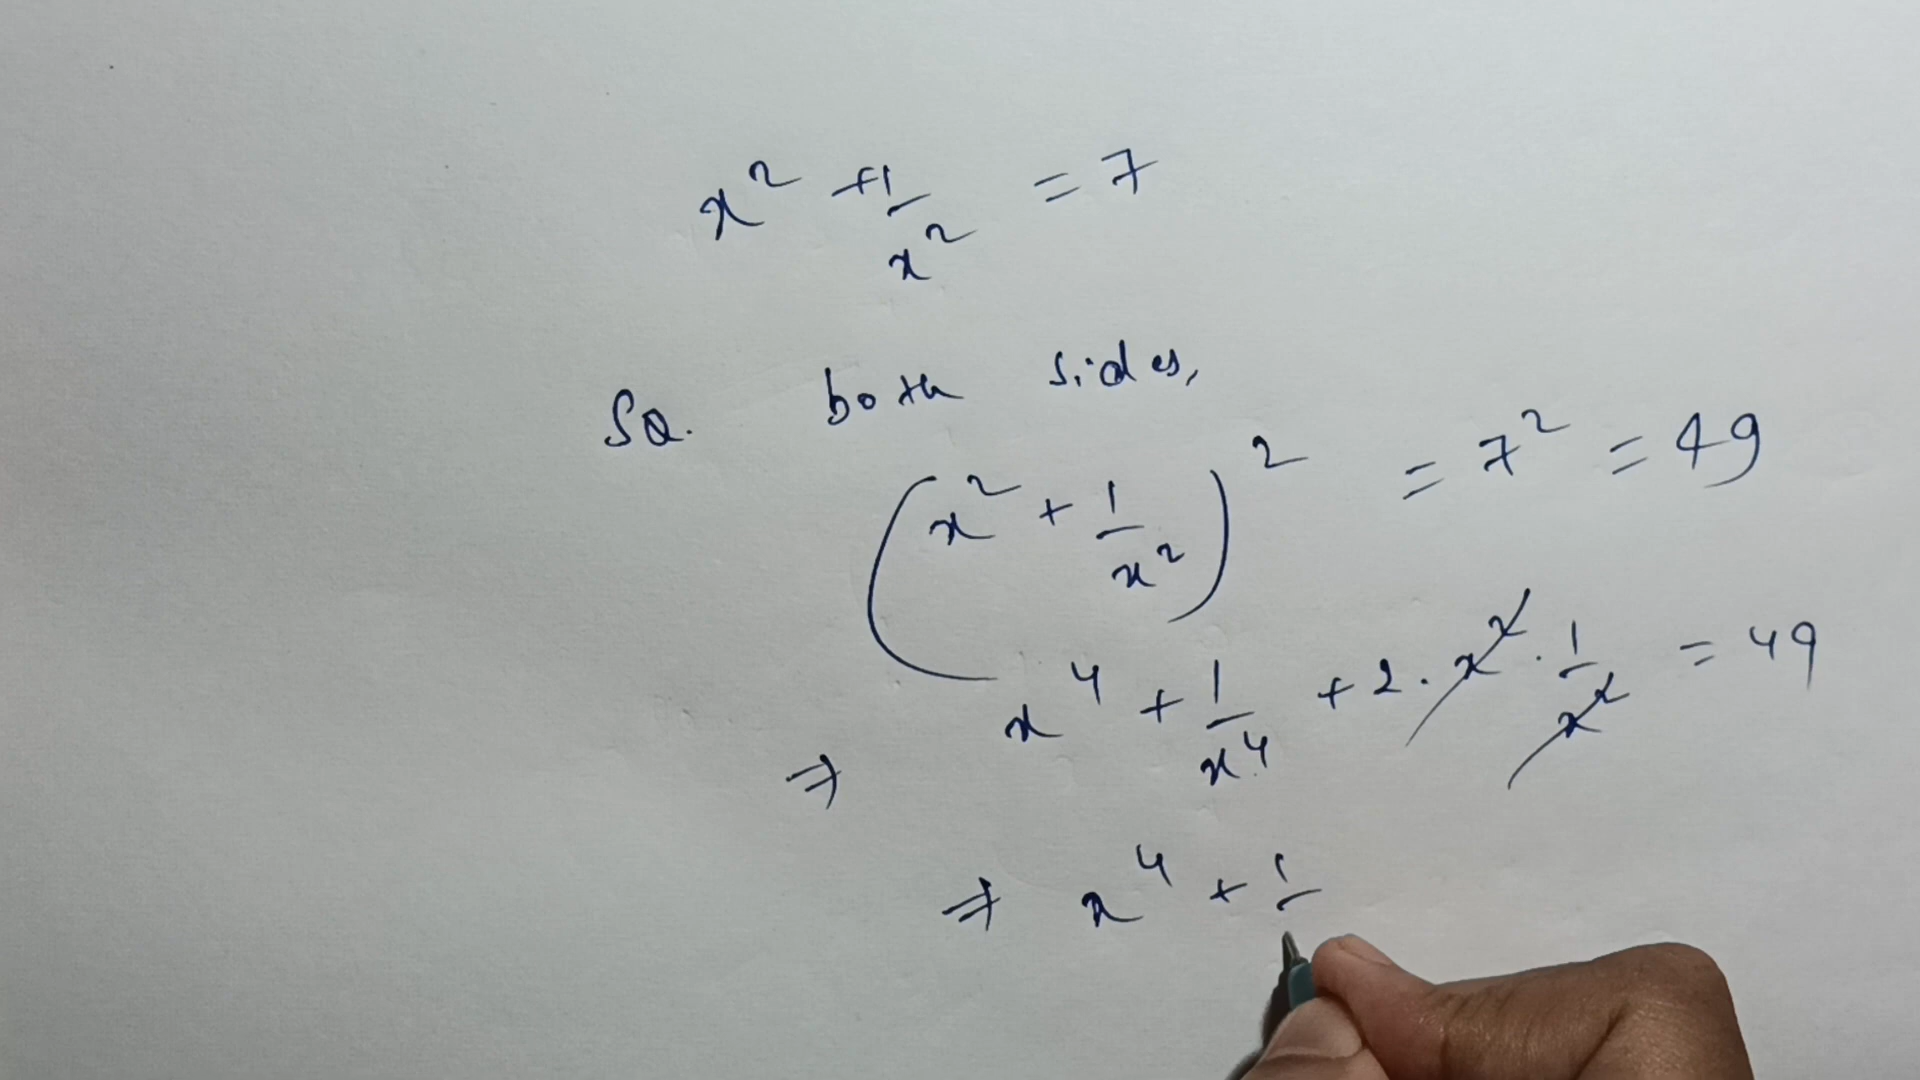 x² + 1/x² = 7
SQ. both sides,
(x² + 1/x²)² = 7² = 49
⇒ x⁴ + 1/x⁴ + 2 . x² . 1/x² = 49
⇒ x⁴ + 1/